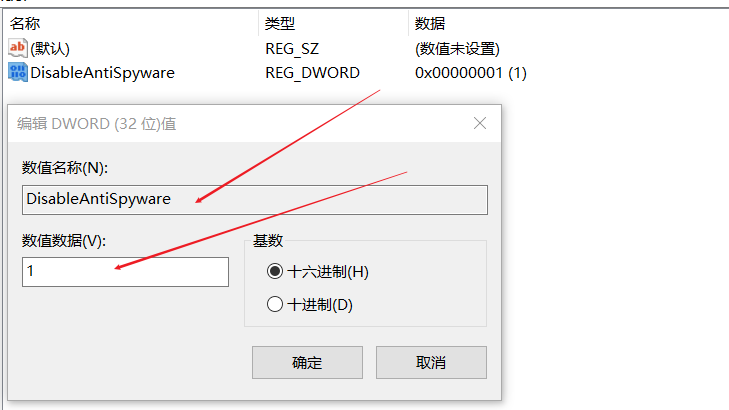 名称 类型 数据
(默认) REG_SZ (数值未设置)
DisableAntiSpyware REG_DWORD 0x00000001 (1)
编辑 DWORD (32 位)值
数值名称(N):
DisableAntiSpyware
数值数据(V):
1
基数
十六进制(H)
十进制(D)
确定 取消